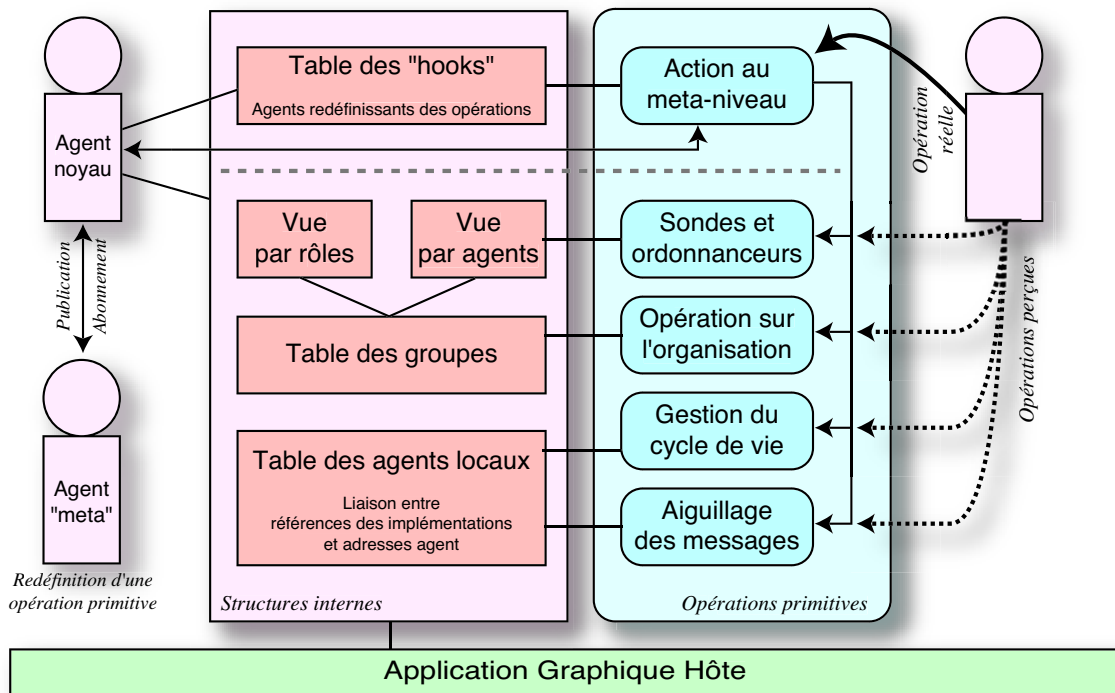 Agent
noyau
Publication
Abonnement
Agent
"meta"
Redéfinition d'une
opération primitive
Table des "hooks"
Agents redéfinissants des opérations
Vue
par rôles
Vue
par agents
Table des groupes
Table des agents locaux
Liaison entre
références des implémentations
et adresses agent
Structures internes
Action au
meta-niveau
Sondes et
ordonnanceurs
Opération sur
l'organisation
Gestion du
cycle de vie
Aiguillage
des messages
Opérations primitives
Opération
réelle
Opérations perçues
Application Graphique Hôte